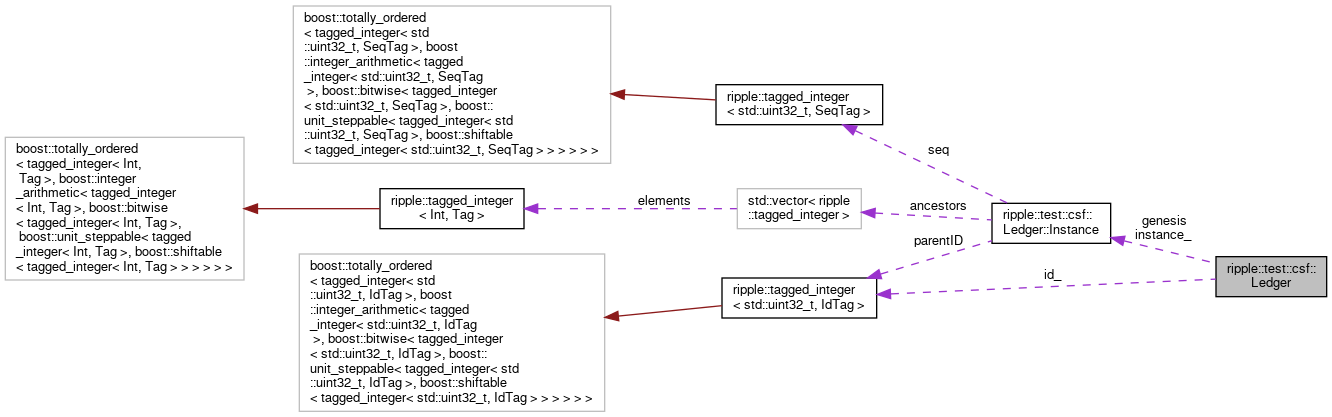 boost::totally_ordered
< tagged_integer< std
::uint32_t, SeqTag >, boost
::integer_arithmetic< tagged
_integer< std::uint32_t, SeqTag
 >, boost::bitwise< tagged_integer
< std::uint32_t, SeqTag >, boost::
unit_steppable< tagged_integer< std
::uint32_t, SeqTag >, boost::shiftable
< tagged_integer< std::uint32_t, SeqTag > > > > > >
ripple::tagged_integer
< std::uint32_t, SeqTag >
seq
boost::totally_ordered
< tagged_integer< Int,
 Tag >, boost::integer
_arithmetic< tagged_integer
< Int, Tag >, boost::bitwise
< tagged_integer< Int, Tag >,
 boost::unit_steppable< tagged
_integer< Int, Tag >, boost::shiftable
< tagged_integer< Int, Tag > > > > > >
ripple::tagged_integer
< Int, Tag >
elements
std::vector< ripple
::tagged_integer >
ancestors
ripple::test::csf::
Ledger::Instance
genesis
instance_
parentID
ripple::test::csf::
Ledger
id_
boost::totally_ordered
< tagged_integer< std
::uint32_t, IdTag >, boost
::integer_arithmetic< tagged
_integer< std::uint32_t, IdTag
 >, boost::bitwise< tagged_integer
< std::uint32_t, IdTag >, boost::
unit_steppable< tagged_integer< std
::uint32_t, IdTag >, boost::shiftable
< tagged_integer< std::uint32_t, IdTag > > > > > >
ripple::tagged_integer
< std::uint32_t, IdTag >